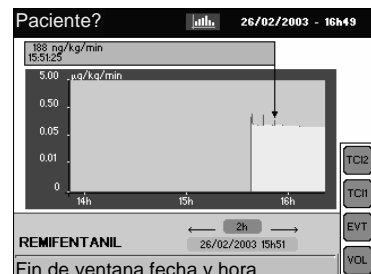 Paciente?
26/02/2003 - 16h49
188 ng/kg/min
15:51:25
5.00 µg/kg/min
0.50
0.05
0.01
0
14h 15h 16h
TCI2
TCI1
EVT
VOL
2h
REMIFENTANIL
26/02/2003 15h51
Fin de ventana fecha y hora